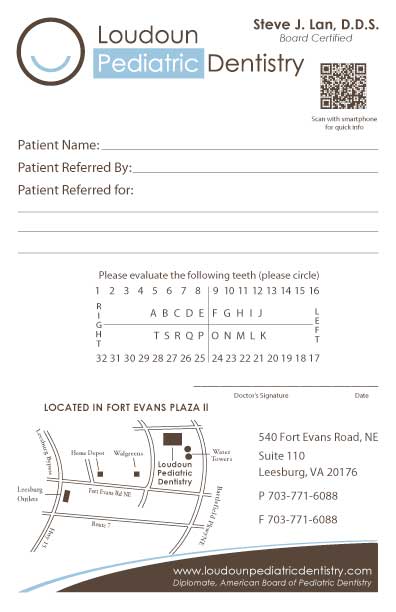 Loudoun
Pediatric Dentistry
Steve J. Lan, D.D.S.
Board Certified
Scan with smartphone
for quick info
Patient Name:
Patient Referred By:
Patient Referred for:
Please evaluate the following teeth (please circle)
1 2 3 4 5 6 7 8 9 10 11 12 13 14 15 16
RIGHT
A B C D E F G H I J
LEFT
T S R Q P O N M L K
32 31 30 29 28 27 26 25 24 23 22 21 20 19 18 17
Doctor's Signature Date
LOCATED IN FORT EVANS PLAZA II
Leesburg Bypass
Home Depot
Walgreens
Water
Towers
Loudoun
Pediatric
Dentistry
Leesburg
Outlets
Fort Evans Rd NE
Battlefield Pkwy NE
Route 7
Hwy 15
540 Fort Evans Road, NE
Suite 110
Leesburg, VA 20176
P 703-771-6088
F 703-771-6088
www.loudounpediatricdentistry.com
Diplomate, American Board of Pediatric Dentistry